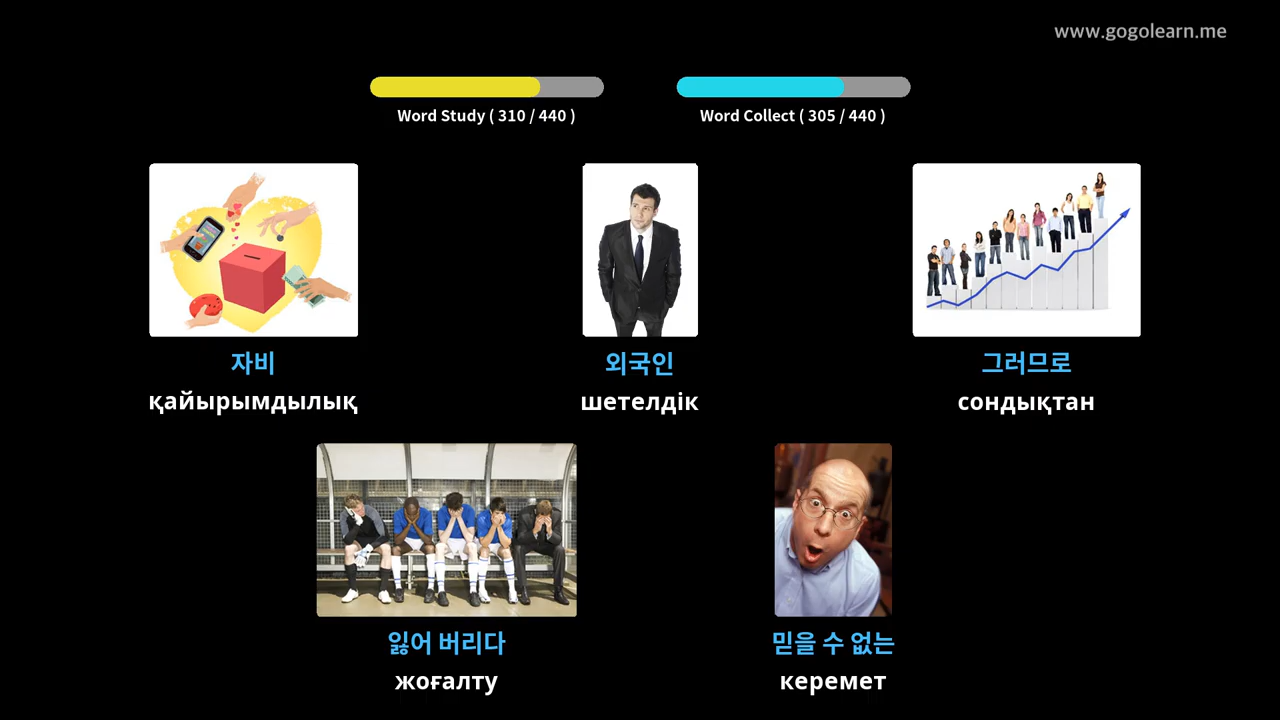 www.gogolearn.me
Word Study ( 310 / 440 )
Word Collect ( 305 / 440 )
자비
қайырымдылық
외국인
шетелдік
그러므로
сондықтан
잃어 버리다
жоғалту
믿을 수 없는
керемет